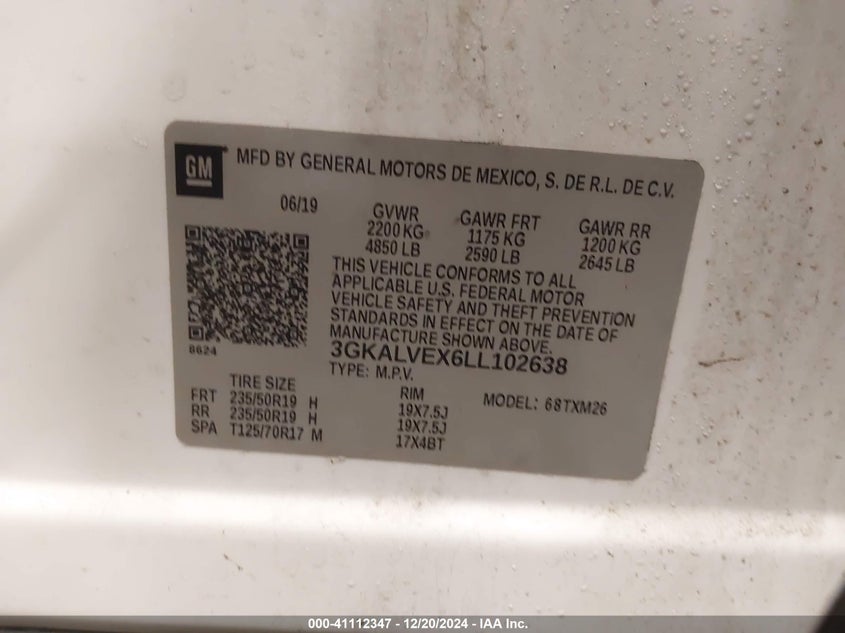 GM
MFD BY GENERAL MOTORS DE MEXICO, S. DE R.L. DE C.V.
06/19
GVWR
2200 KG
4850 LB
GAWR FRT
1175 KG
2590 LB
GAWR RR
1200 KG
2645 LB
THIS VEHICLE CONFORMS TO ALL
APPLICABLE U.S. FEDERAL MOTOR
VEHICLE SAFETY AND THEFT PREVENTION
STANDARDS IN EFFECT ON THE DATE OF
MANUFACTURE SHOWN ABOVE.
8624
3GKALVEX6LL102638
TYPE: M.P.V.
TIRE SIZE RIM MODEL: 68TXM26
FRT 235/50R19 H 19X7.5J
RR 235/50R19 H 19X7.5J
SPA T125/70R17 M 17X4BT
000-41112347 - 12/20/2024 - IAA Inc.